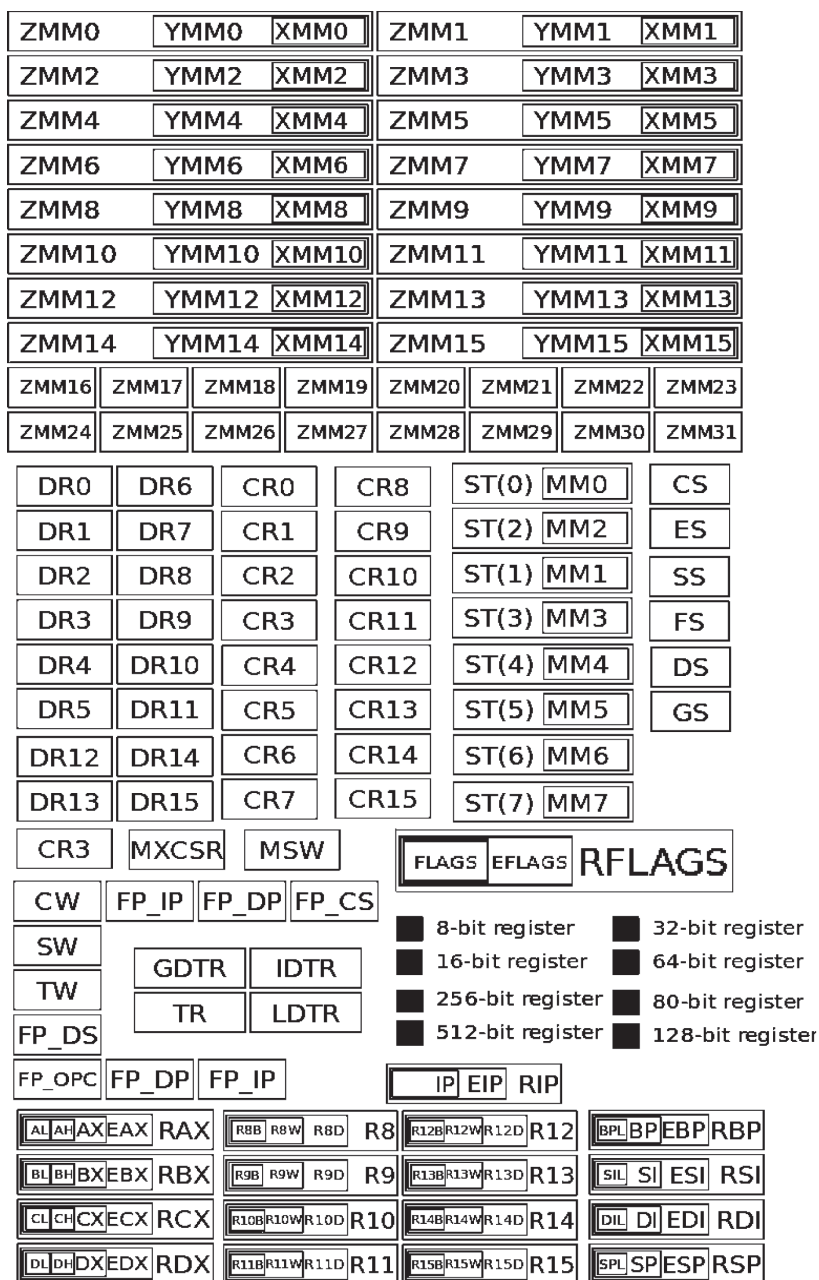 ZMM0 YMM0 XMM0 ZMM1 YMM1 XMM1
ZMM2 YMM2 XMM2 ZMM3 YMM3 XMM3
ZMM4 YMM4 XMM4 ZMM5 YMM5 XMM5
ZMM6 YMM6 XMM6 ZMM7 YMM7 XMM7
ZMM8 YMM8 XMM8 ZMM9 YMM9 XMM9
ZMM10 YMM10 XMM10 ZMM11 YMM11 XMM11
ZMM12 YMM12 XMM12 ZMM13 YMM13 XMM13
ZMM14 YMM14 XMM14 ZMM15 YMM15 XMM15
ZMM16 ZMM17 ZMM18 ZMM19 ZMM20 ZMM21 ZMM22 ZMM23
ZMM24 ZMM25 ZMM26 ZMM27 ZMM28 ZMM29 ZMM30 ZMM31
DR0 DR6 CR0 CR8 ST(0) MM0 CS
DR1 DR7 CR1 CR9 ST(2) MM2 ES
DR2 DR8 CR2 CR10 ST(1) MM1 SS
DR3 DR9 CR3 CR11 ST(3) MM3 FS
DR4 DR10 CR4 CR12 ST(4) MM4 DS
DR5 DR11 CR5 CR13 ST(5) MM5 GS
DR12 DR14 CR6 CR14 ST(6) MM6
DR13 DR15 CR7 CR15 ST(7) MM7
CR3 MXCSR MSW FLAGS EFLAGS RFLAGS
CW FP_IP FP_DP FP_CS
SW 8-bit register 32-bit register
GDTR IDTR 16-bit register 64-bit register
TW 256-bit register 80-bit register
TR LDTR
FP_DS 512-bit register 128-bit register
FP_OPC FP_DP FP_IP IP EIP RIP
AL AH AX EAX RAX R8B R8W R8D R8 R12B R12W R12D R12 BPL BP EBP RBP
BL BH BX EBX RBX R9B R9W R9D R9 R13B R13W R13D R13 SIL SI ESI RSI
CL CH CX ECX RCX R10B R10W R10D R10 R14B R14W R14D R14 DIL DI EDI RDI
DL DH DX EDX RDX R11B R11W R11D R11 R15B R15W R15D R15 SPL SP ESP RSP